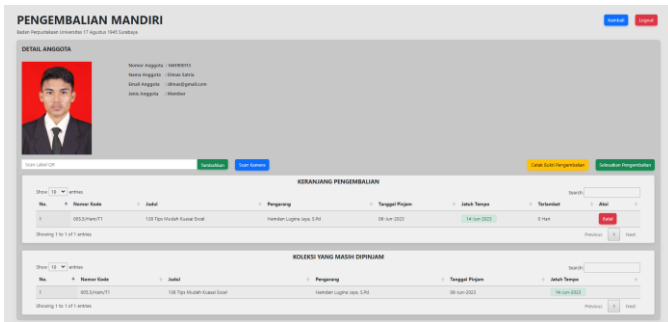 PENGEMBALIAN MANDIRI
Kembali Logout
Badan Perpustakaan Universitas 17 Agustus 1945 Surabaya
DETAIL ANGGOTA
Nomor Anggota :
Nama Anggota : Dimas Satria
Email Anggota : dimas@gmail.com
Jenis Anggota : Member
Scan Label QR Tambahkan Scan Kamera Cetak Bukti Pengembalian Selesaikan Pengembalian
KERANJANG PENGEMBALIAN
Show 10 entries Search:
No. Nomor Kode Judul Pengarang Tanggal Pinjam Jatuh Tempo Terlambat Aksi
1 005.5/Ham/T1 120 Tips Mudah Kuasai Excel Hamdan Lugina Jaya, S.Pd 08-Jun-2023 14-Jun-2023 0 Hari Batal
Showing 1 to 1 of 1 entries Previous 1 Next
KOLEKSI YANG MASIH DIPINJAM
Show 10 entries Search:
No. Nomor Kode Judul Pengarang Tanggal Pinjam Jatuh Tempo
1 005.5/Ham/T1 120 Tips Mudah Kuasai Excel Hamdan Lugina Jaya, S.Pd 08-Jun-2023 14-Jun-2023
Showing 1 to 1 of 1 entries Previous 1 Next